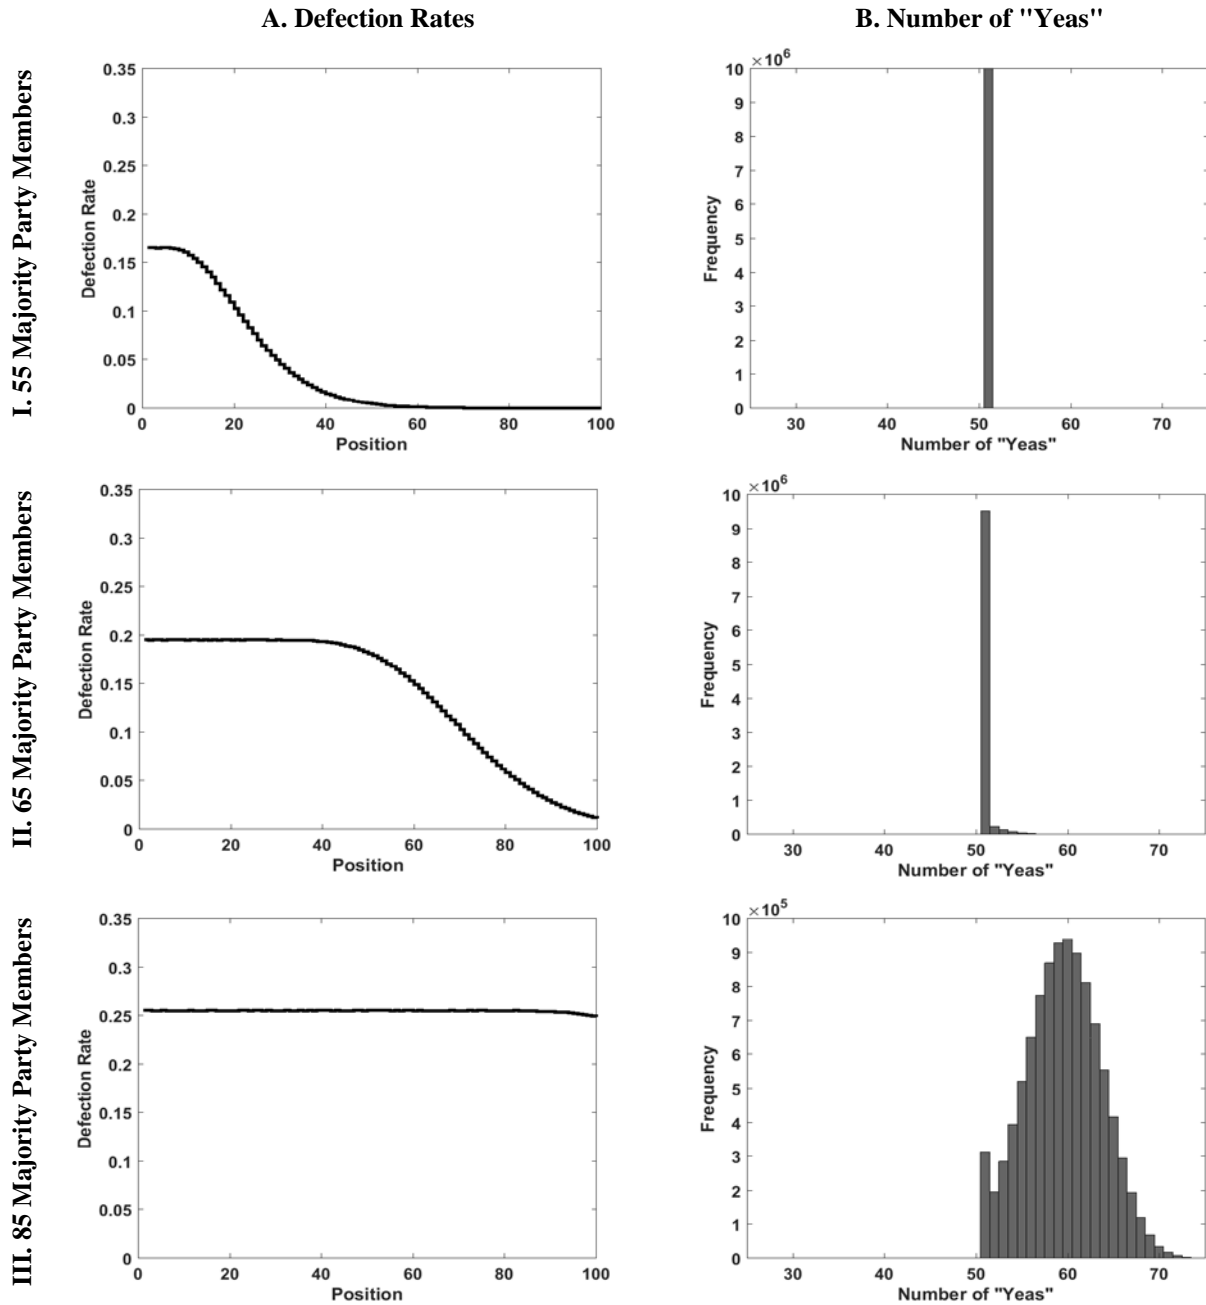 A. Defection Rates
B. Number of "Yeas"
I. 55 Majority Party Members
Defection Rate
0.35
0.3
0.25
0.2
0.15
0.1
0.05
0
0 20 40 60 80 100
Position
×10⁶
Frequency
10
9
8
7
6
5
4
3
2
1
0
30 40 50 60 70
Number of "Yeas"
II. 65 Majority Party Members
Defection Rate
0.35
0.3
0.25
0.2
0.15
0.1
0.05
0
0 20 40 60 80 100
Position
×10⁶
Frequency
10
9
8
7
6
5
4
3
2
1
0
30 40 50 60 70
Number of "Yeas"
III. 85 Majority Party Members
Defection Rate
0.35
0.3
0.25
0.2
0.15
0.1
0.05
0
0 20 40 60 80 100
Position
×10⁵
Frequency
10
9
8
7
6
5
4
3
2
1
0
30 40 50 60 70
Number of "Yeas"